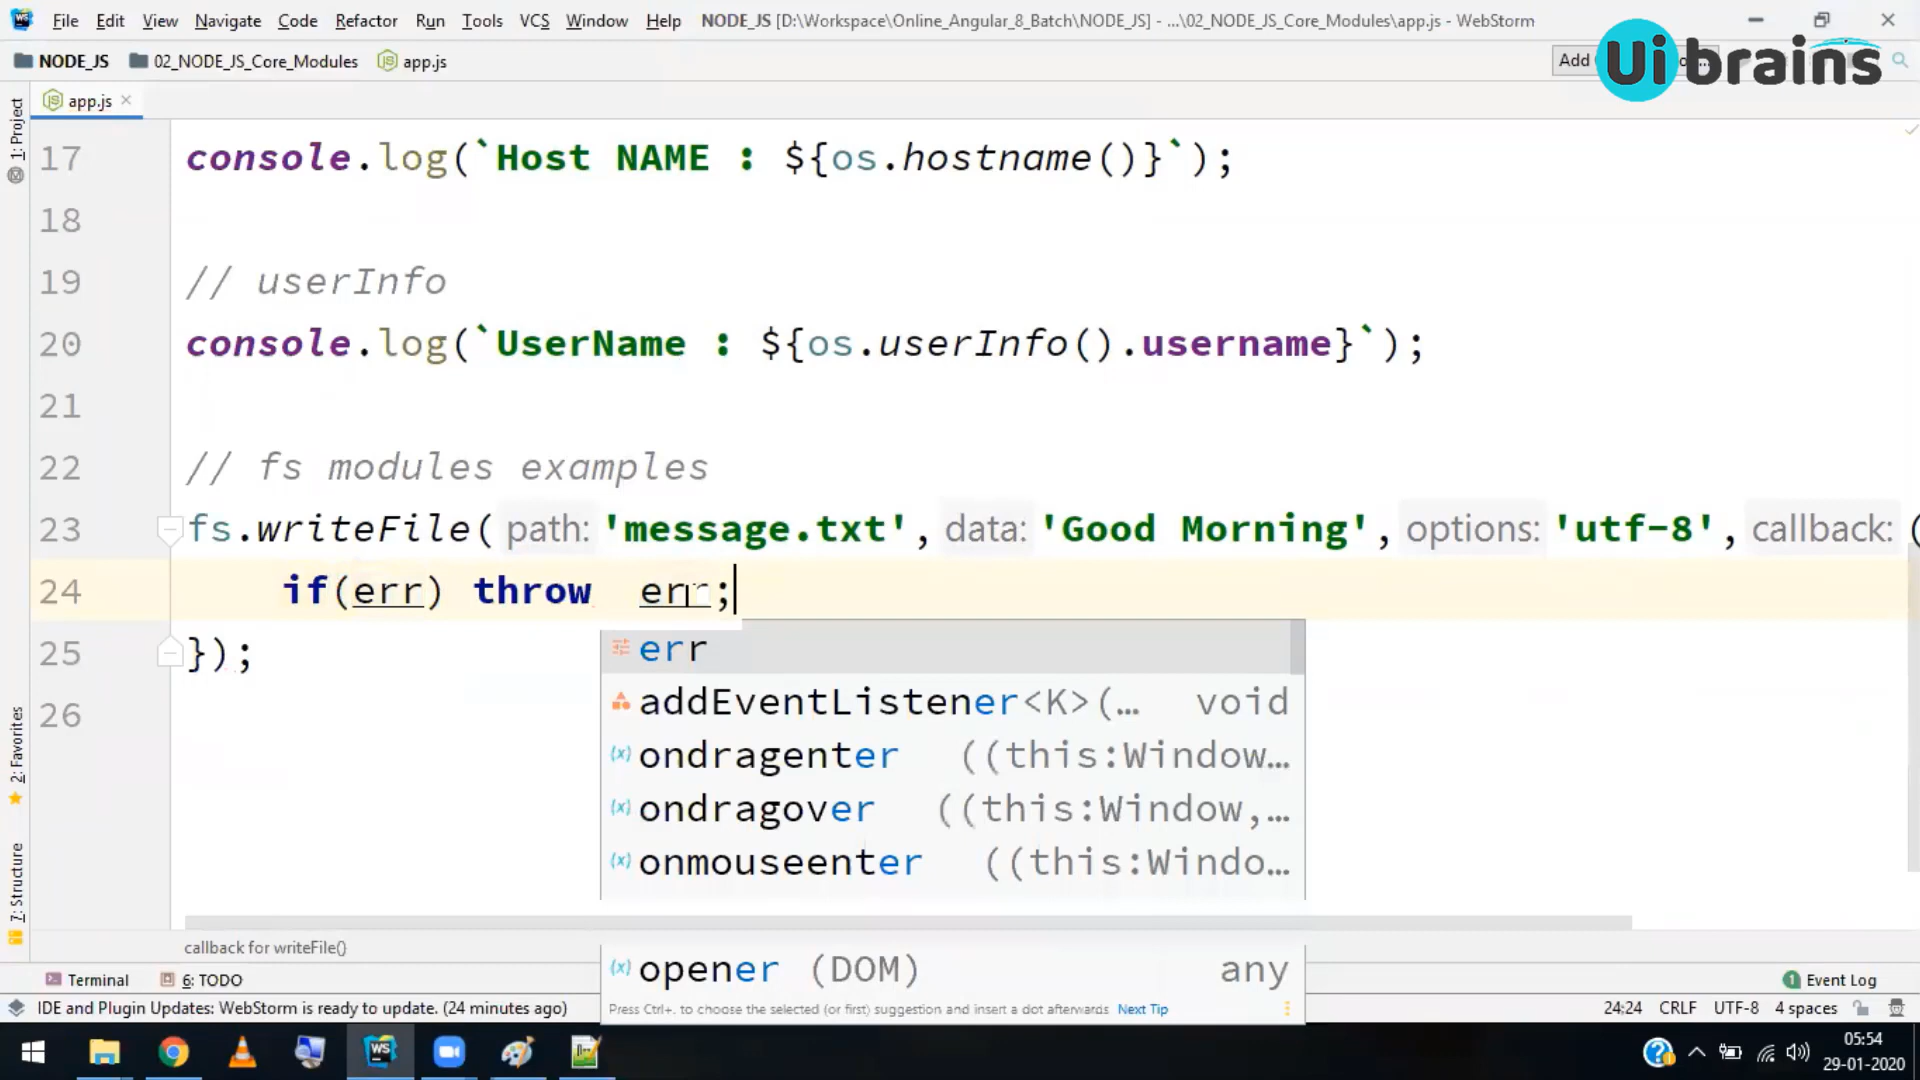 File Edit View Navigate Code Refactor Run Tools VCS Window Help NODE_JS [D:\Workspace\Online_Angular_8_Batch\NODE_JS] - ...\02_NODE_JS_Core_Modules\app.js - WebStorm
NODE_JS 02_NODE_JS_Core_Modules app.js Add
Uibrains
app.js
1: Project
17 console.log(`Host NAME : ${os.hostname()}`);
18
19 // userInfo
20 console.log(`UserName : ${os.userInfo().username}`);
21
22 // fs modules examples
23 fs.writeFile( path: 'message.txt', data: 'Good Morning', options: 'utf-8', callback: (
24 if(err) throw  err;
25 });
26
err
addEventListener<K>(… void
ondragenter ((this:Window…
ondragover ((this:Window,…
onmouseenter ((this:Windo…
opener (DOM) any
Press Ctrl+. to choose the selected (or first) suggestion and insert a dot afterwards Next Tip
2: Favorites
7: Structure
callback for writeFile()
Terminal 6: TODO 1 Event Log
IDE and Plugin Updates: WebStorm is ready to update. (24 minutes ago) 24:24 CRLF UTF-8 4 spaces
WS
05:54
29-01-2020